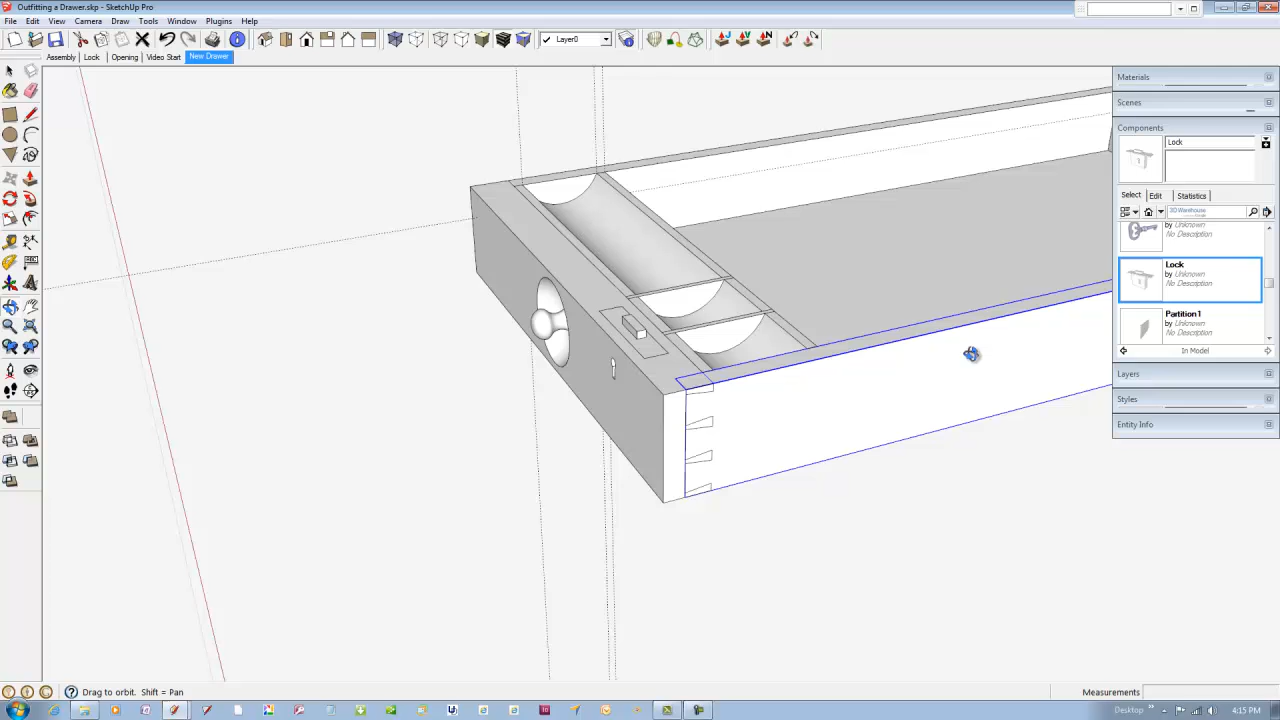 Outfitting a Drawer.skp - SketchUp Pro
File Edit View Camera Draw Tools Window Plugins Help
Layer0
Assembly Lock Opening Video Start New Drawer
Materials
Scenes
Components
Lock
Select Edit Statistics
3D Warehouse
by Unknown
No Description
Lock
by Unknown
No Description
Partition1
by Unknown
No Description
In Model
Layers
Styles
Entity Info
Drag to orbit. Shift = Pan
Measurements
Desktop
4:15 PM